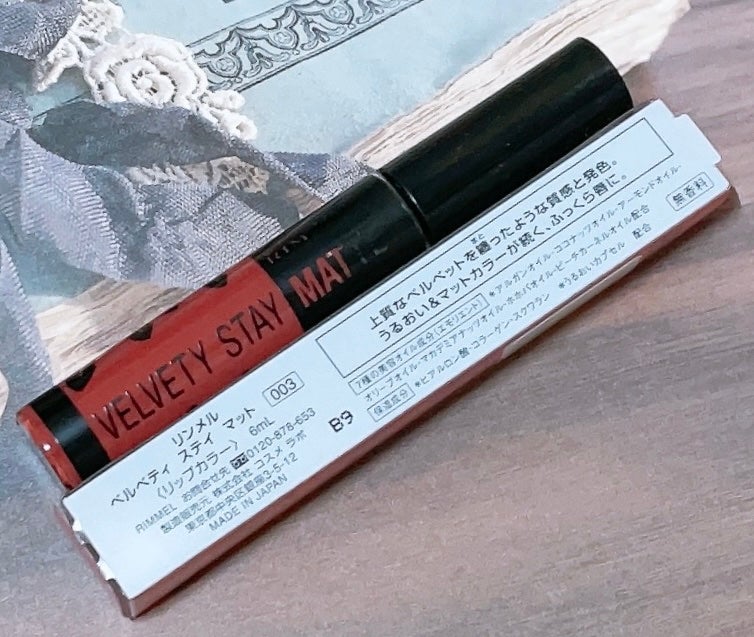 VELVETY STAY MAT
上質なベルベットを纏ったような質感と発色。
うるおい&マットカラーが続く、ふっくら唇に。
無香料
7種の美容オイル成分(エモリエント) *アルガンオイル・ココナッツオイル・アーモンドオイル・
オリーブオイル・マカデミアナッツオイル・ホホバオイル・ピーチカーネルオイル配合
保湿成分 *ヒアルロン酸・コラーゲン・スクワラン *うるおいカプセル 配合
リンメル
ベルベティ ステイ マット 003
〈リップカラー〉 6mL
RIMMEL お問合せ先 0120-878-653
製造販売元 株式会社 コスメ ラボ
東京都中央区銀座3-5-12
MADE IN JAPAN
B9